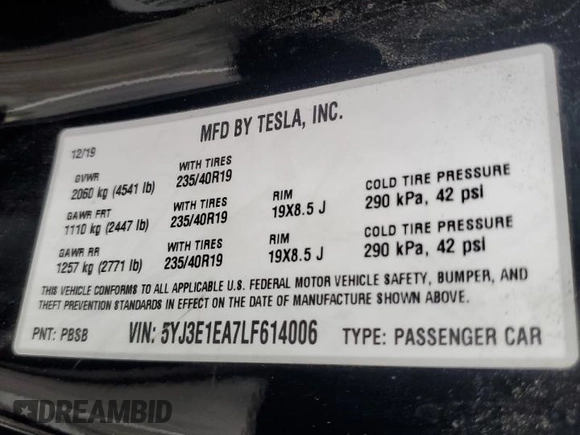 MFD BY TESLA, INC.
12/19
GVWR
2060 kg (4541 lb)
WITH TIRES
235/40R19
GAWR FRT
1110 kg (2447 lb)
WITH TIRES
235/40R19
RIM
19X8.5 J
COLD TIRE PRESSURE
290 kPa, 42 psi
GAWR RR
1257 kg (2771 lb)
WITH TIRES
235/40R19
RIM
19X8.5 J
COLD TIRE PRESSURE
290 kPa, 42 psi
THIS VEHICLE CONFORMS TO ALL APPLICABLE U.S. FEDERAL MOTOR VEHICLE SAFETY, BUMPER, AND
THEFT PREVENTION STANDARDS IN EFFECT ON THE DATE OF MANUFACTURE SHOWN ABOVE.
PNT: PBSB VIN: 5YJ3E1EA7LF614006 TYPE: PASSENGER CAR
DREAMBID